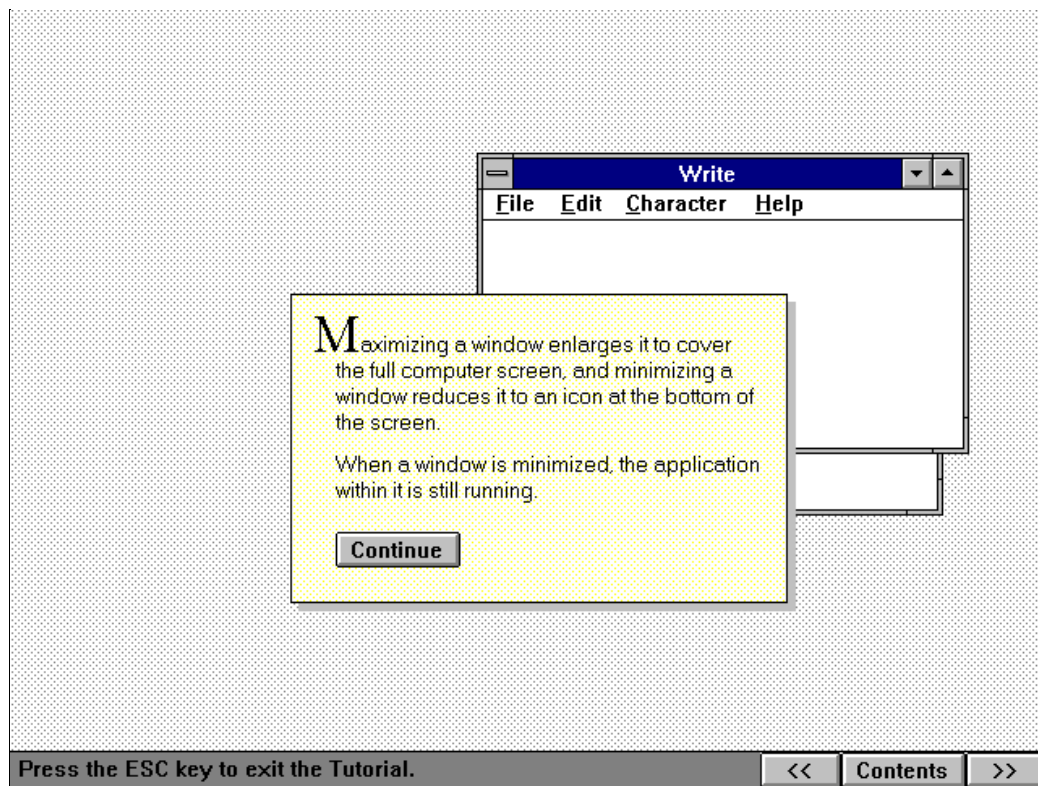 Write
File Edit Character Help
Maximizing a window enlarges it to cover
the full computer screen, and minimizing a
window reduces it to an icon at the bottom of
the screen.
When a window is minimized, the application
within it is still running.
Continue
Press the ESC key to exit the Tutorial. << Contents >>